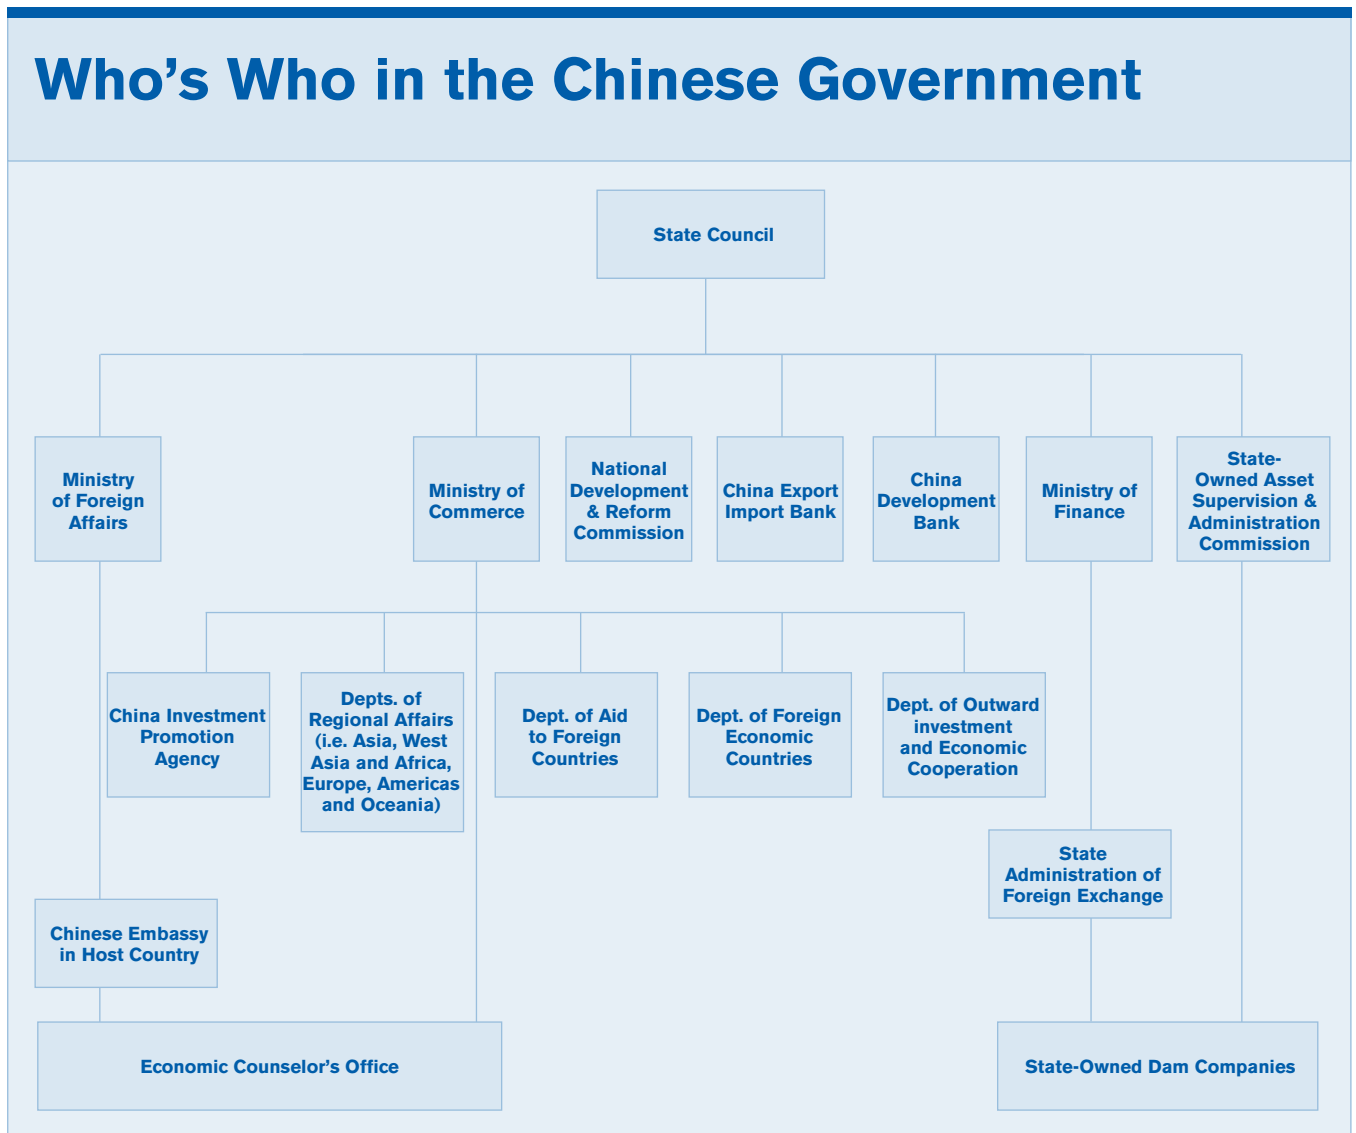 Who’s Who in the Chinese Government
State Council
Ministry
of Foreign
Affairs
Ministry of
Commerce
National
Development
& Reform
Commission
China Export
Import Bank
China
Development
Bank
Ministry of
Finance
State-
Owned Asset
Supervision &
Administration
Commission
China Investment
Promotion
Agency
Depts. of
Regional Affairs
(i.e. Asia, West
Asia and Africa,
Europe, Americas
and Oceania)
Dept. of Aid
to Foreign
Countries
Dept. of Foreign
Economic
Countries
Dept. of Outward
investment
and Economic
Cooperation
State
Administration of
Foreign Exchange
Chinese Embassy
in Host Country
Economic Counselor’s Office
State-Owned Dam Companies